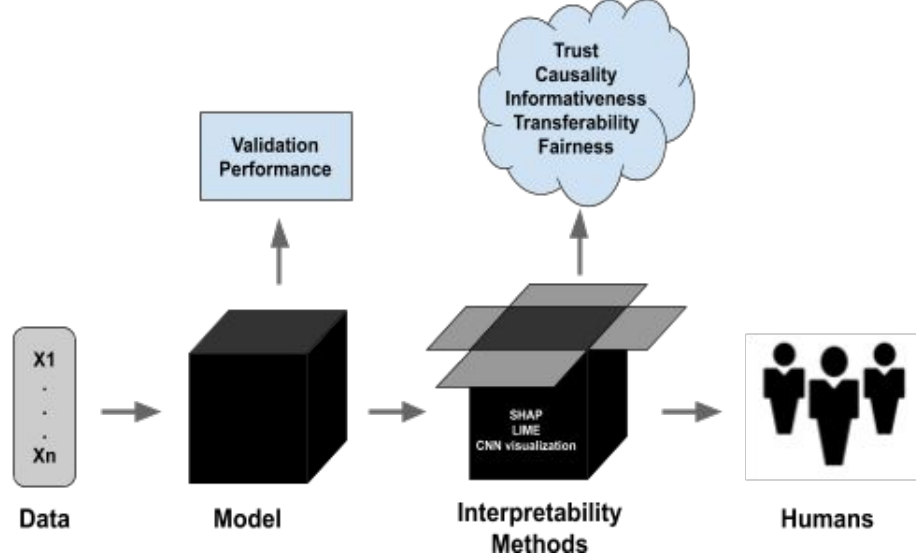 Trust
Causality
Informativeness
Transferability
Fairness
Validation
Performance
X1
.
.
.
Xn
SHAP
LIME
CNN visualization
Data
Model
Interpretability
Methods
Humans